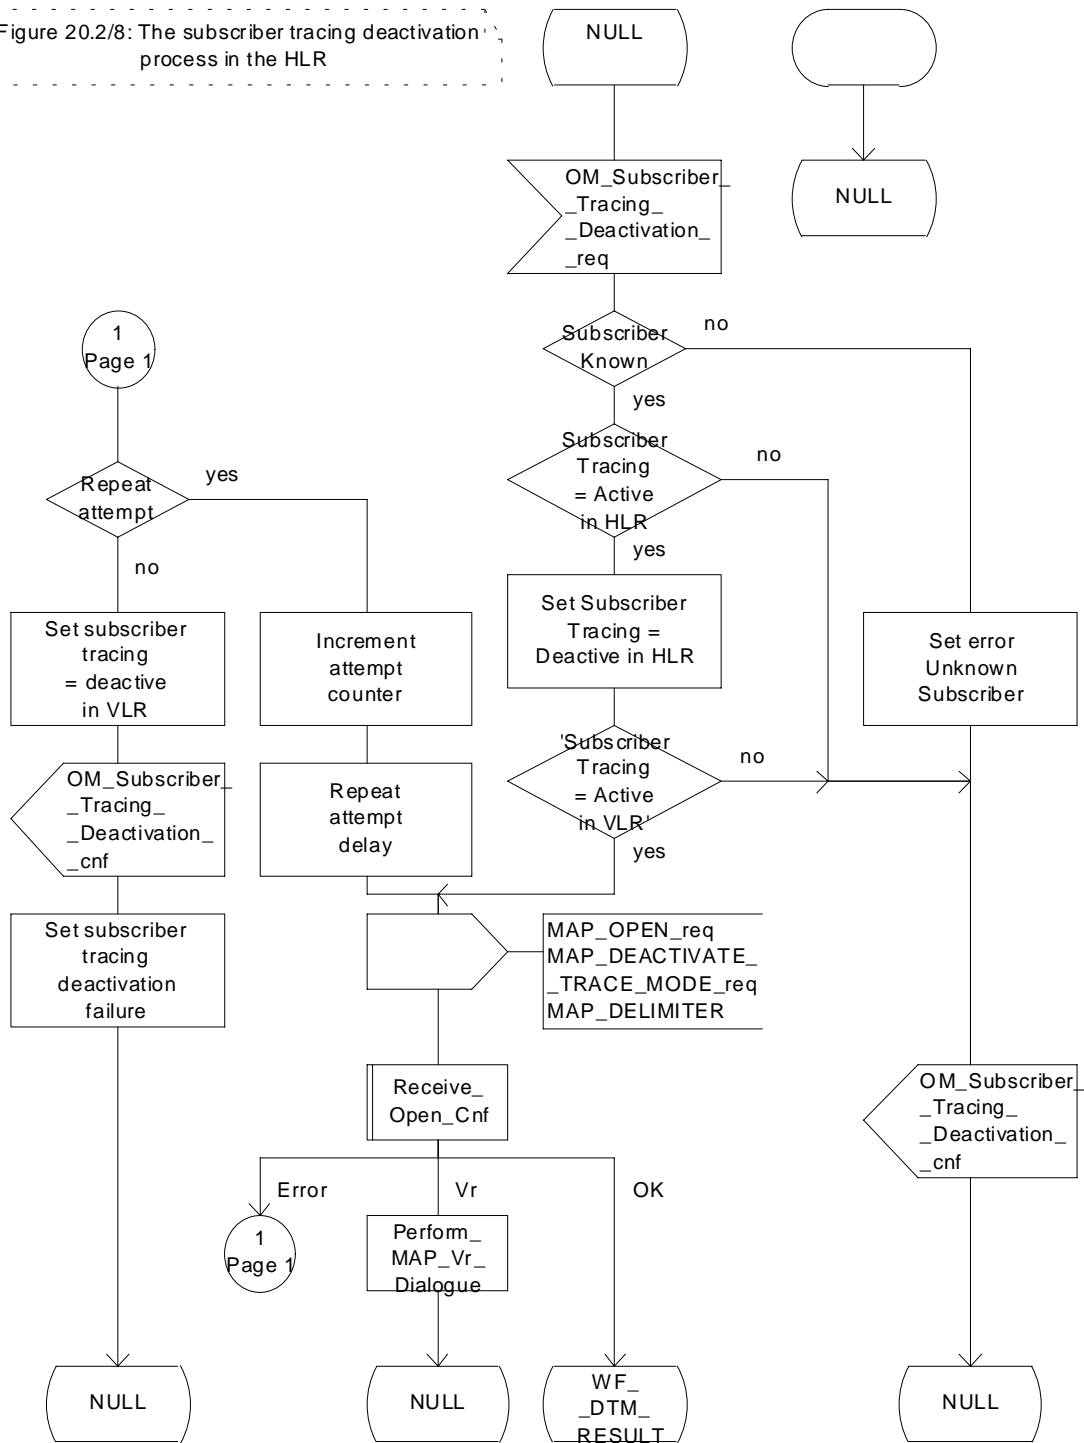 Figure 20.2/8: The subscriber tracing deactivation
process in the HLR
NULL
NULL
OM_Subscriber_
_Tracing_
_Deactivation_
_req
1
Page 1
Subscriber
Known
no
yes
Subscriber
Tracing
= Active
in HLR
no
yes
Repeat
attempt
yes
no
Set Subscriber
Tracing =
Deactive in HLR
Set subscriber
tracing
= deactive
in VLR
Increment
attempt
counter
Set error
Unknown
Subscriber
'Subscriber
Tracing
= Active
in VLR'
no
yes
OM_Subscriber_
_Tracing_
_Deactivation_
_cnf
Repeat
attempt
delay
Set subscriber
tracing
deactivation
failure
MAP_OPEN_req
MAP_DEACTIVATE_
_TRACE_MODE_req
MAP_DELIMITER
Receive_
Open_Cnf
OM_Subscriber_
_Tracing_
_Deactivation_
_cnf
Error
Vr
OK
1
Page 1
Perform_
MAP_Vr_
Dialogue
NULL
NULL
WF_
_DTM_
RESULT
NULL